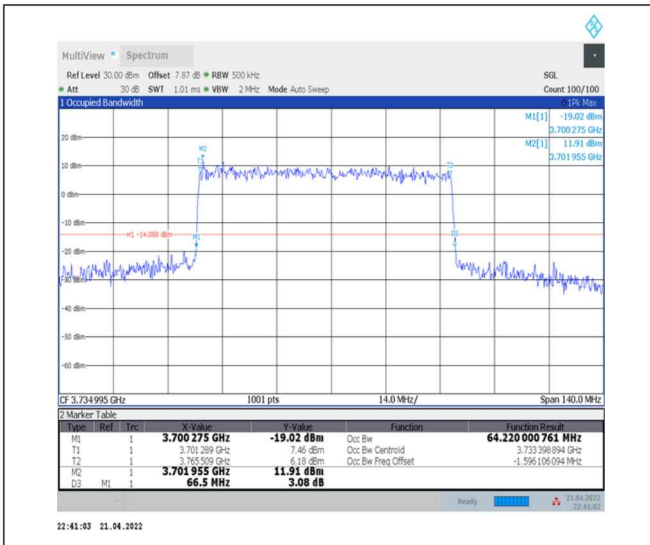 MultiView Spectrum
Ref Level 30.00 dBm Offset 7.87 dB RBW 500 kHz SGL
Att 30 dB SWT 1.01 ms VBW 2 MHz Mode Auto Sweep Count 100/100
1 Occupied Bandwidth 1Pk Max
M1[1] -19.02 dBm
3.700 275 GHz
M2[1] 11.91 dBm
3.701 955 GHz
20 dBm
M2
10 dBm
0 dBm
-10 dBm
H1 -14.088 dBm
M1
D3
-20 dBm
-30 dBm
-40 dBm
-50 dBm
-60 dBm
CF 3.734995 GHz 1001 pts 14.0 MHz/ Span 140.0 MHz
2 Marker Table
Type Ref Trc X-Value Y-Value Function Function Result
M1 1 3.700 275 GHz -19.02 dBm Occ Bw 64.220 000 761 MHz
T1 1 3.701 289 GHz 7.46 dBm Occ Bw Centroid 3.733 398 894 GHz
T2 1 3.765 509 GHz 6.18 dBm Occ Bw Freq Offset -1.596 106 094 MHz
M2 1 3.701 955 GHz 11.91 dBm
D3 M1 1 66.5 MHz 3.08 dB
Ready 21.04.2022
22:41:02
22:41:03 21.04.2022